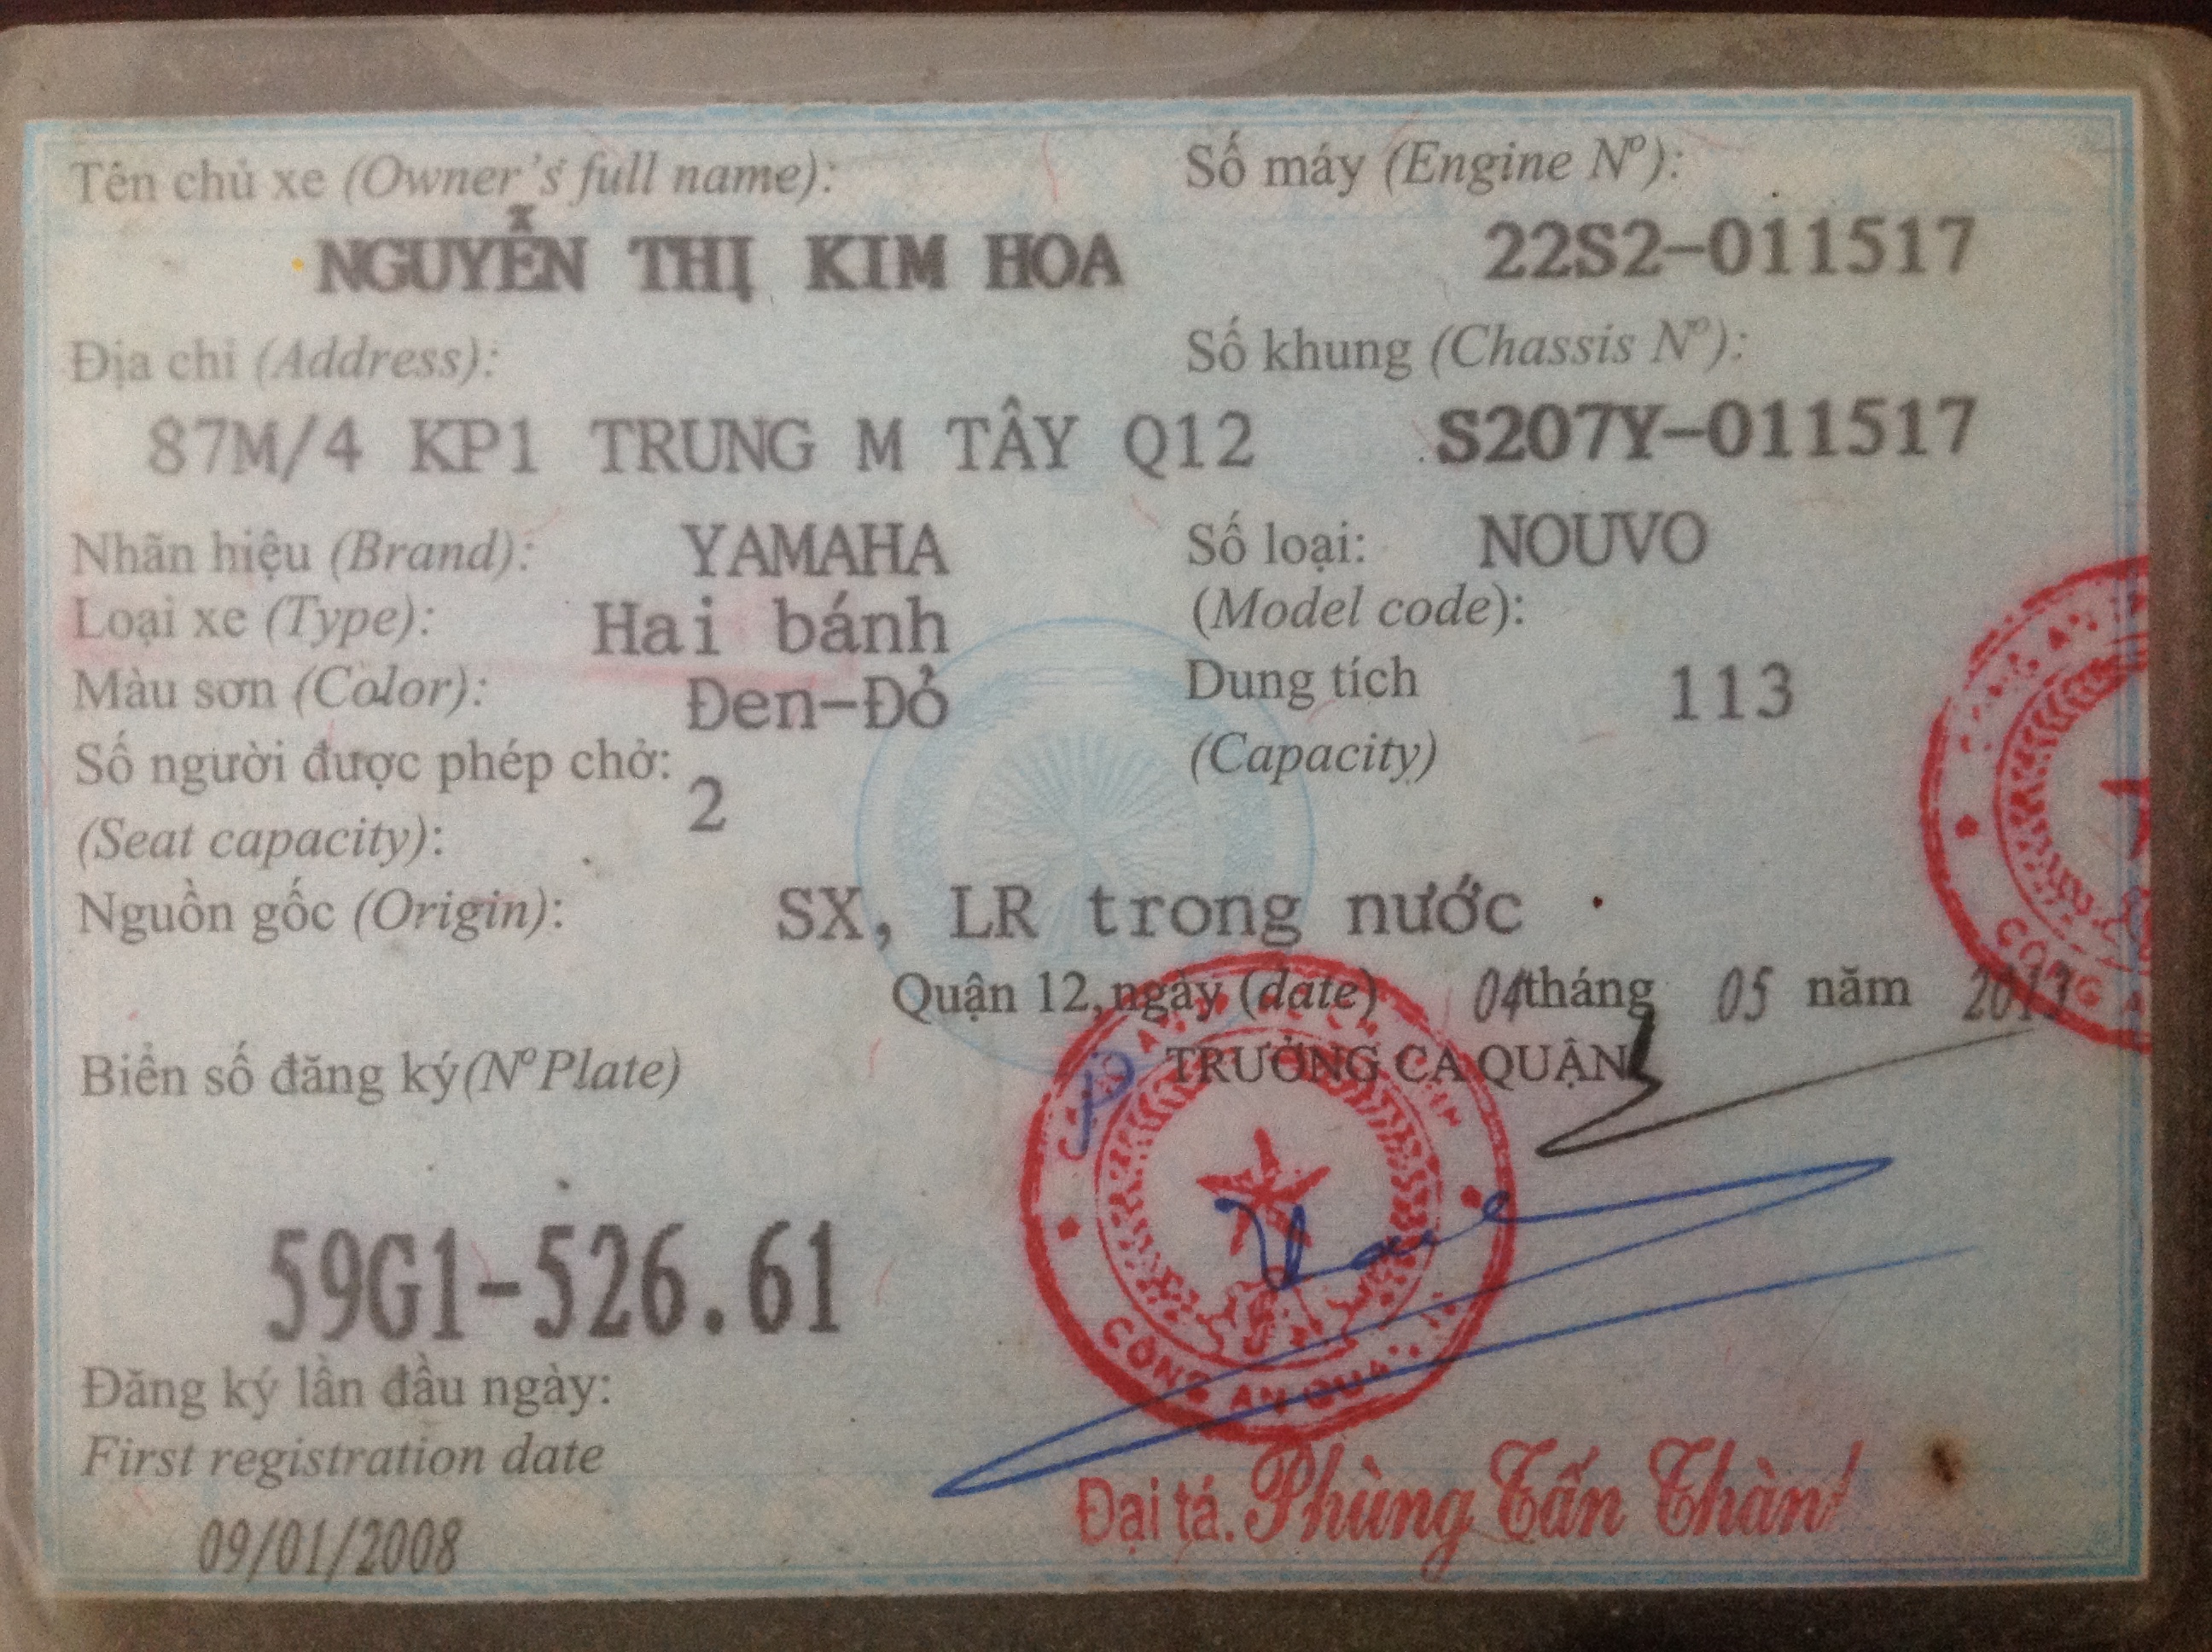 Tên chủ xe (Owner's full name):
NGUYỄN THỊ KIM HOA
Số máy (Engine Nº):
22S2-011517
Địa chỉ (Address):
87M/4 KP1 TRUNG M TÂY Q12
Số khung (Chassis Nº):
S207Y-011517
Nhãn hiệu (Brand): YAMAHA
Số loại: NOUVO
(Model code):
Loại xe (Type): Hai bánh
Màu sơn (Color): Đen-Đỏ
Dung tích 113
(Capacity)
Số người được phép chở: 2
(Seat capacity):
Nguồn gốc (Origin): SX, LR trong nước
Quận 12, ngày (date) 04 tháng 05 năm 2013
TRƯỞNG CA QUẬN
Biển số đăng ký (Nº Plate)
59G1-526.61
CÔNG AN QUẬN
Đăng ký lần đầu ngày:
First registration date
09/01/2008
Đại tá. Phùng Tấn Thàn
CÔNG A